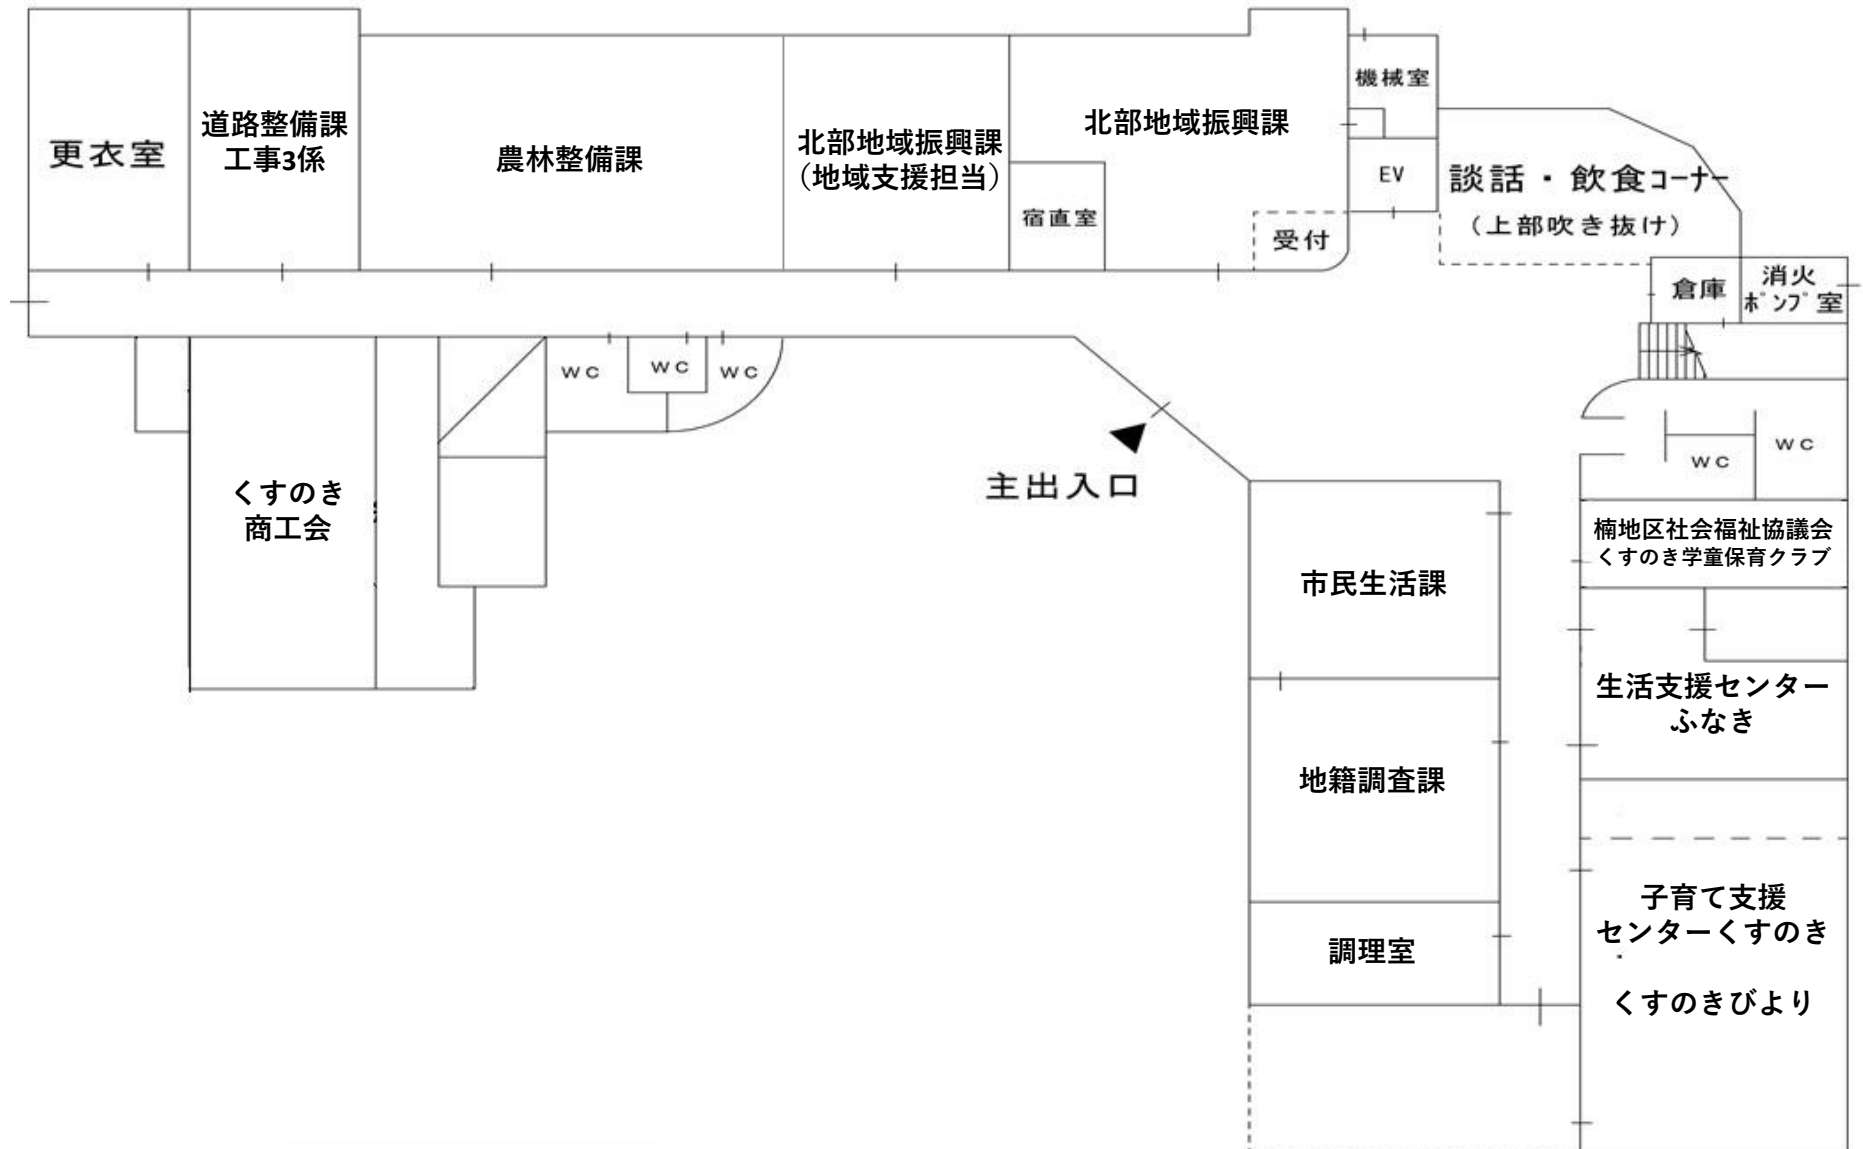 更衣室
道路整備課
工事3係
農林整備課
北部地域振興課
（地域支援担当）
北部地域振興課
宿直室
受付
機械室
EV
談話・飲食コーナー
（上部吹き抜け）
倉庫
消火
ポンプ室
WC
WC
WC
くすのき
商工会
主出入口
WC
WC
楠地区社会福祉協議会
くすのき学童保育クラブ
市民生活課
生活支援センター
ふなき
地籍調査課
調理室
子育て支援
センターくすのき
くすのきびより